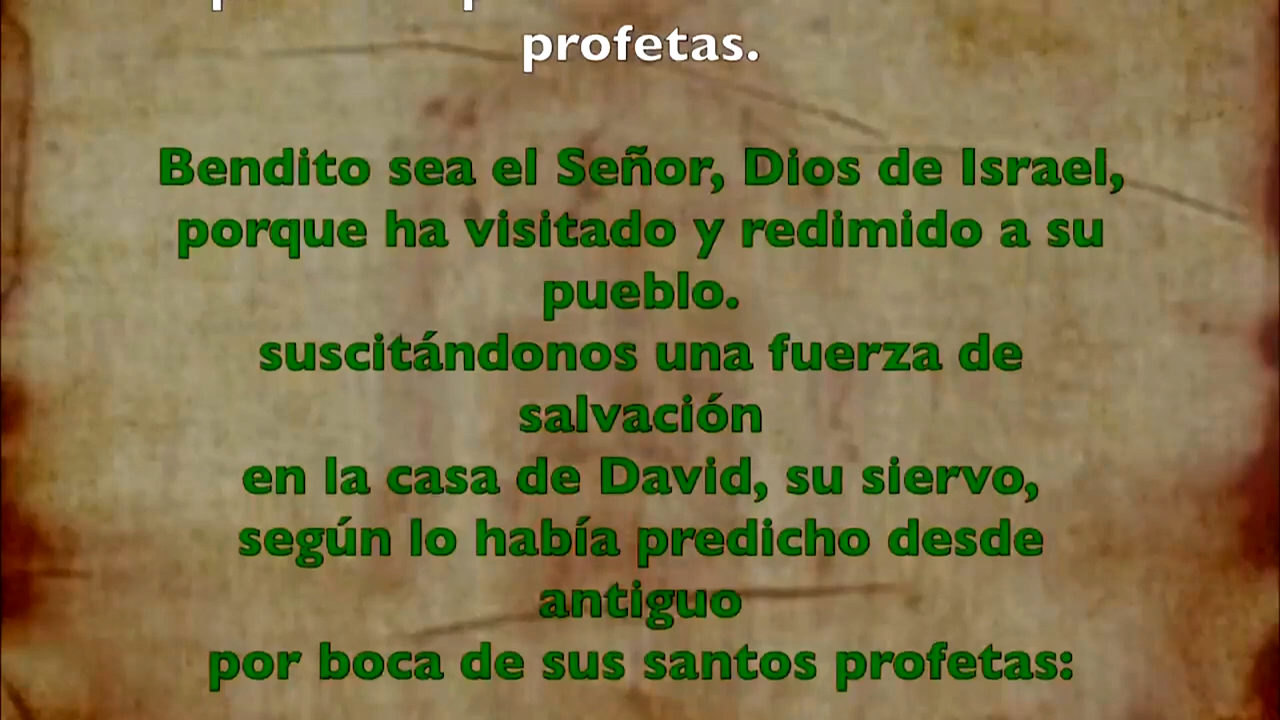 profetas.
Bendito sea el Señor, Dios de Israel,
porque ha visitado y redimido a su
pueblo.
suscitándonos una fuerza de
salvación
en la casa de David, su siervo,
según lo había predicho desde
antiguo
por boca de sus santos profetas: